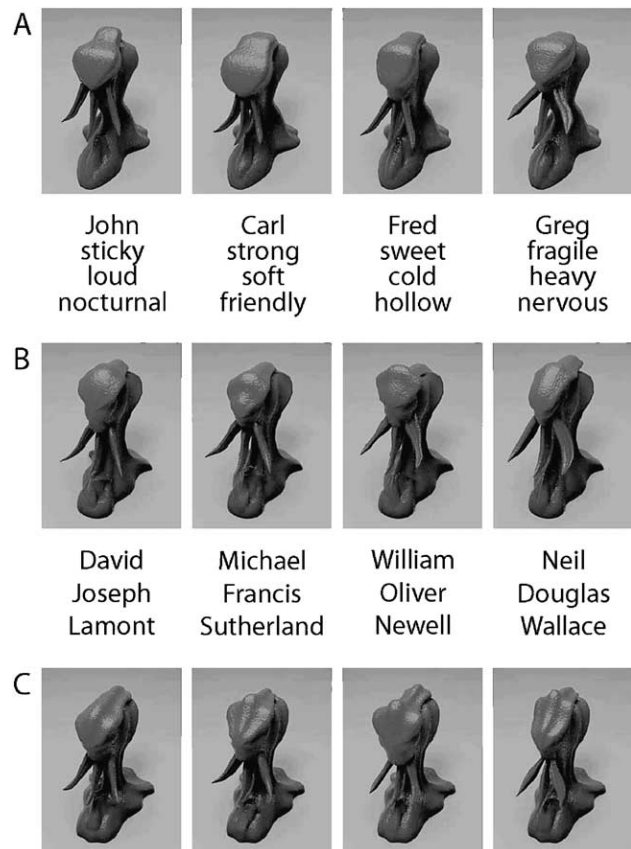 A
John Carl Fred Greg
sticky strong sweet fragile
loud soft cold heavy
nocturnal friendly hollow nervous
B
David Michael William Neil
Joseph Francis Oliver Douglas
Lamont Sutherland Newell Wallace
C